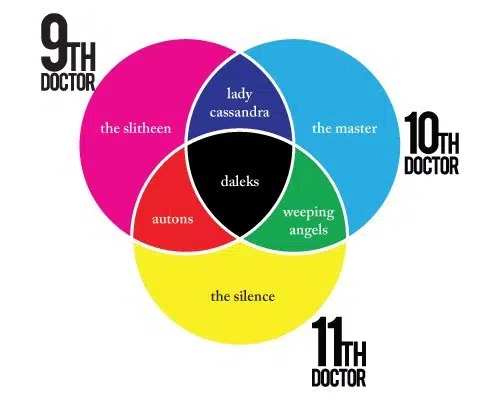 9TH
DOCTOR
lady
cassandra
the slitheen
the master
10TH
DOCTOR
daleks
autons
weeping
angels
the silence
11TH
DOCTOR